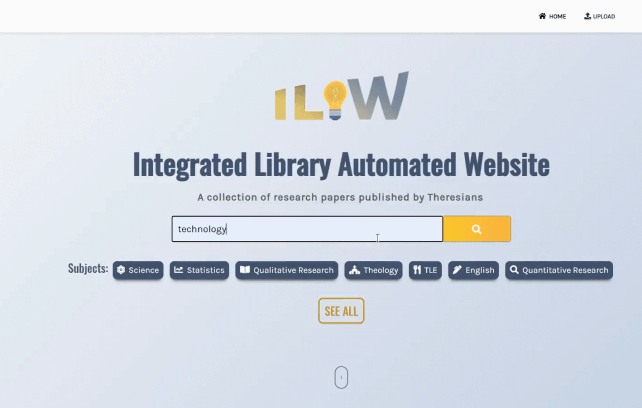 HOME UPLOAD
ILAW
Integrated Library Automated Website
A collection of research papers published by Theresians
technology
Subjects: Science Statistics Qualitative Research Theology TLE English Quantitative Research
SEE ALL